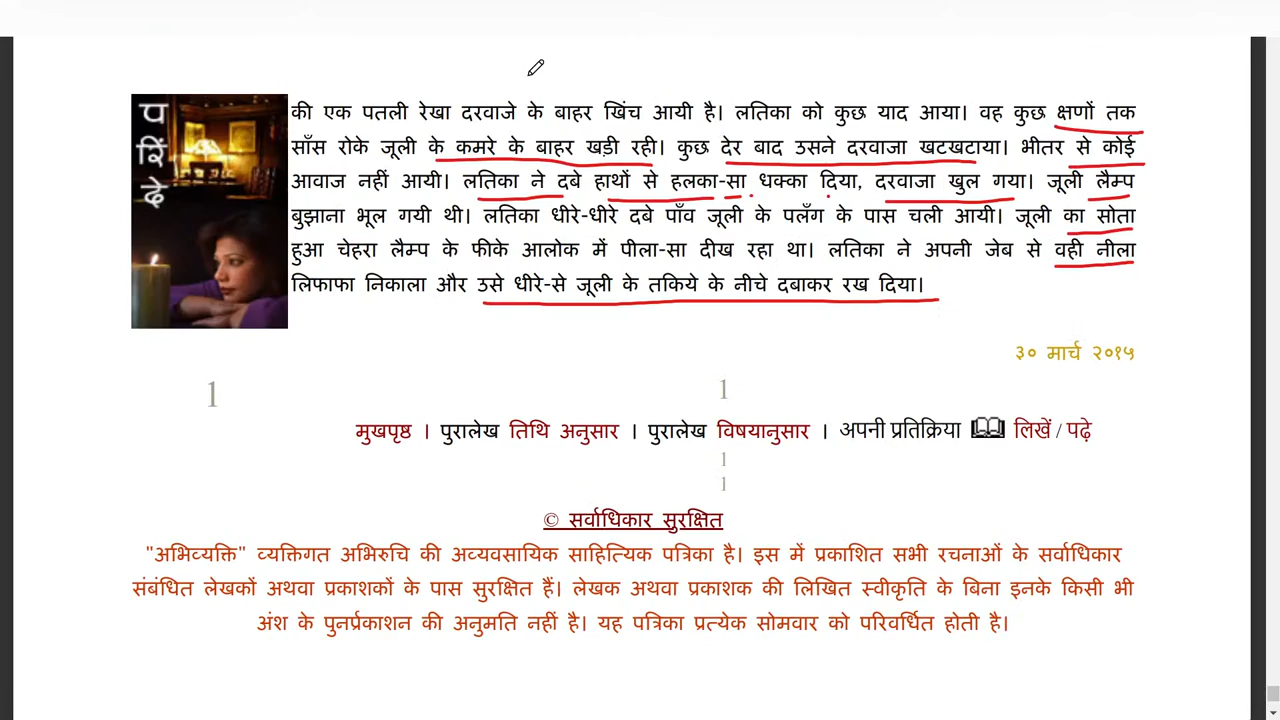 परिंदे
की एक पतली रेखा दरवाजे के बाहर खिंच आयी है। लतिका को कुछ याद आया। वह कुछ क्षणों तक
साँस रोके जूली के कमरे के बाहर खड़ी रही। कुछ देर बाद उसने दरवाजा खटखटाया। भीतर से कोई
आवाज नहीं आयी। लतिका ने दबे हाथों से हलका-सा धक्का दिया, दरवाजा खुल गया। जूली लैम्प
बुझाना भूल गयी थी। लतिका धीरे-धीरे दबे पाँव जूली के पलँग के पास चली आयी। जूली का सोता
हुआ चेहरा लैम्प के फीके आलोक में पीला-सा दीख रहा था। लतिका ने अपनी जेब से वही नीला
लिफाफा निकाला और उसे धीरे-से जूली के तकिये के नीचे दबाकर रख दिया।
३० मार्च २०१५
1 1
मुखपृष्ठ । पुरालेख तिथि अनुसार । पुरालेख विषयानुसार । अपनी प्रतिक्रिया लिखें / पढ़े
1
1
© सर्वाधिकार सुरक्षित
"अभिव्यक्ति" व्यक्तिगत अभिरुचि की अव्यवसायिक साहित्यिक पत्रिका है। इस में प्रकाशित सभी रचनाओं के सर्वाधिकार
संबंधित लेखकों अथवा प्रकाशकों के पास सुरक्षित हैं। लेखक अथवा प्रकाशक की लिखित स्वीकृति के बिना इनके किसी भी
अंश के पुनर्प्रकाशन की अनुमति नहीं है। यह पत्रिका प्रत्येक सोमवार को परिवर्धित होती है।